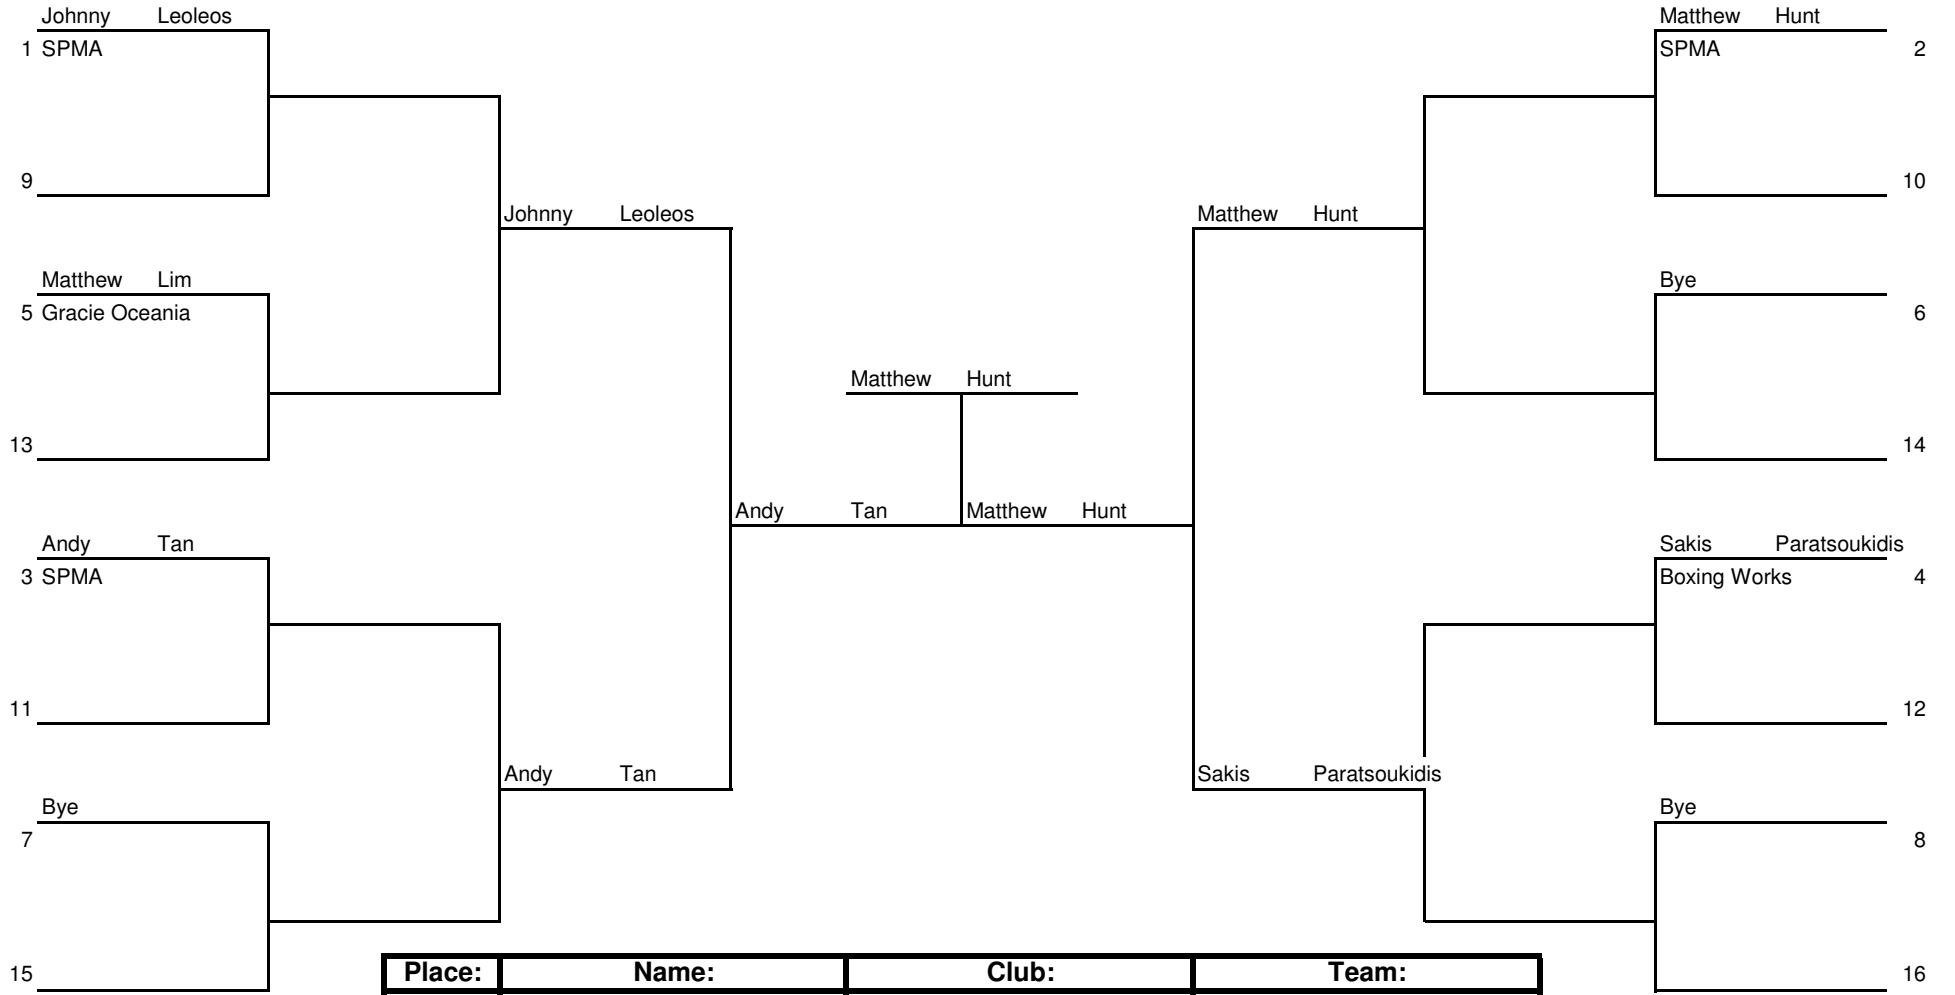 Johnny Leoleos
Matthew Hunt
1 SPMA
SPMA 2
9
10
Johnny Leoleos
Matthew Hunt
Matthew Lim
Bye
5 Gracie Oceania
6
Matthew Hunt
13
14
Andy Tan
Matthew Hunt
Andy Tan
Sakis Paratsoukidis
3 SPMA
Boxing Works 4
11
12
Andy Tan
Sakis Paratsoukidis
Bye
Bye
7
8
15
Place: Name: Club: Team:
16